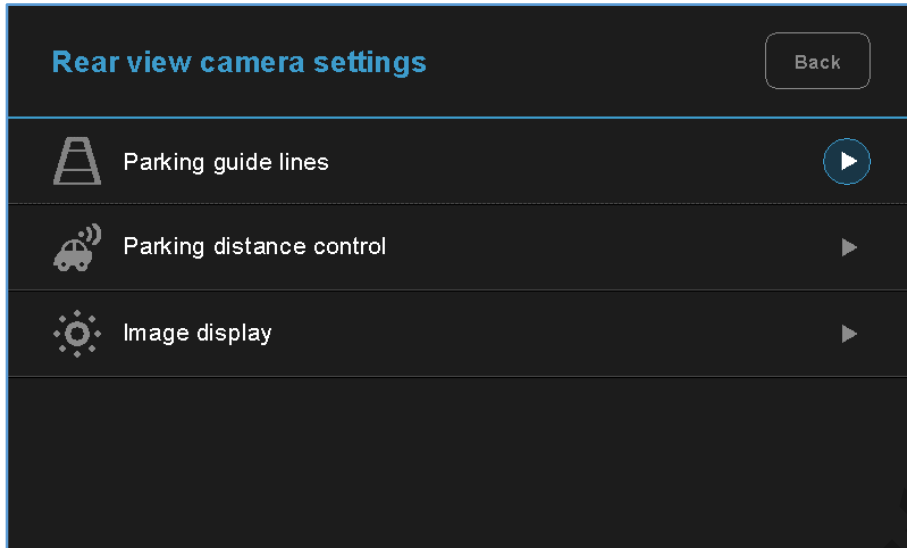 Rear view camera settings
Back
Parking guide lines
Parking distance control
Image display